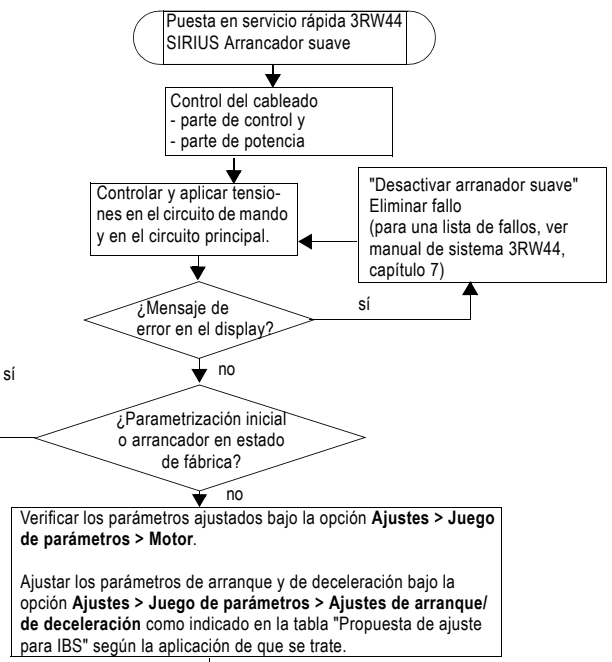 Puesta en servicio rápida 3RW44
SIRIUS Arrancador suave
Control del cableado
- parte de control y
- parte de potencia
Controlar y aplicar tensio-
nes en el circuito de mando
y en el circuito principal.
"Desactivar arranador suave"
Eliminar fallo
(para una lista de fallos, ver
manual de sistema 3RW44,
capítulo 7)
¿Mensaje de
error en el display?
sí
no
sí
¿Parametrización inicial
o arrancador en estado
de fábrica?
no
Verificar los parámetros ajustados bajo la opción Ajustes > Juego
de parámetros > Motor.
Ajustar los parámetros de arranque y de deceleración bajo la
opción Ajustes > Juego de parámetros > Ajustes de arranque/
de deceleración como indicado en la tabla "Propuesta de ajuste
para IBS" según la aplicación de que se trate.